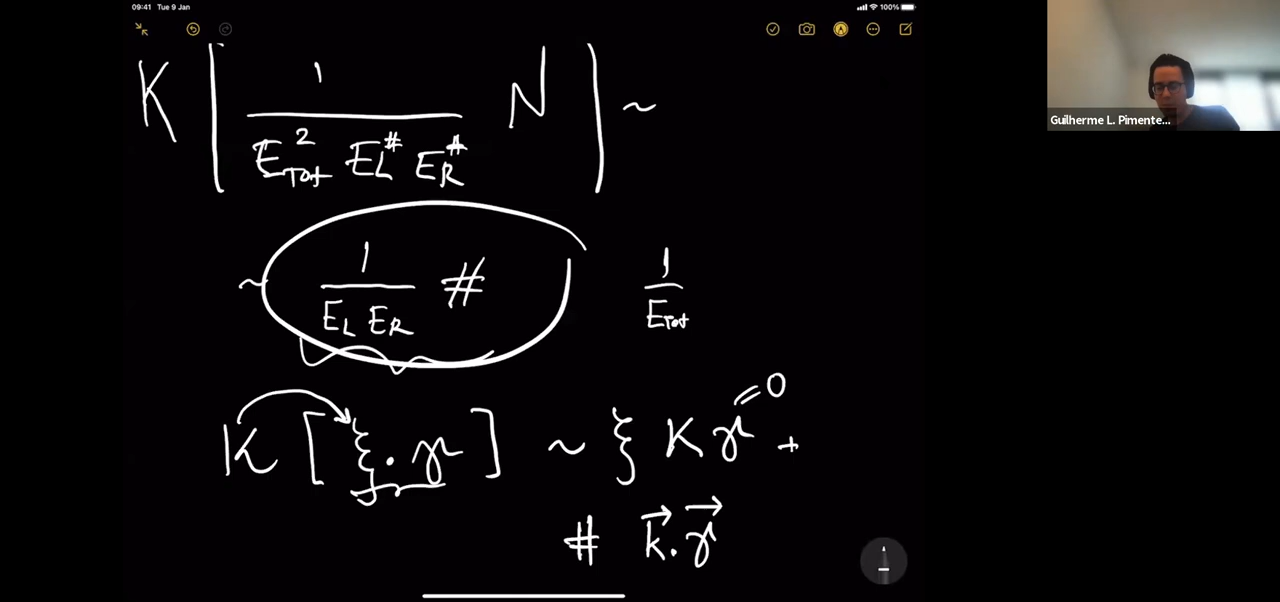 09:41 Tue 9 Jan
100%
Guilherme L. Pimente...
K [ 1 / (E_Tot^2 E_L^# E_R^#) N ] ~
~ 1 / (E_L E_R) # 1 / E_Tot
K [ ξ · γ ] ~ ξ K γ = 0 +
# k⃗ · γ⃗